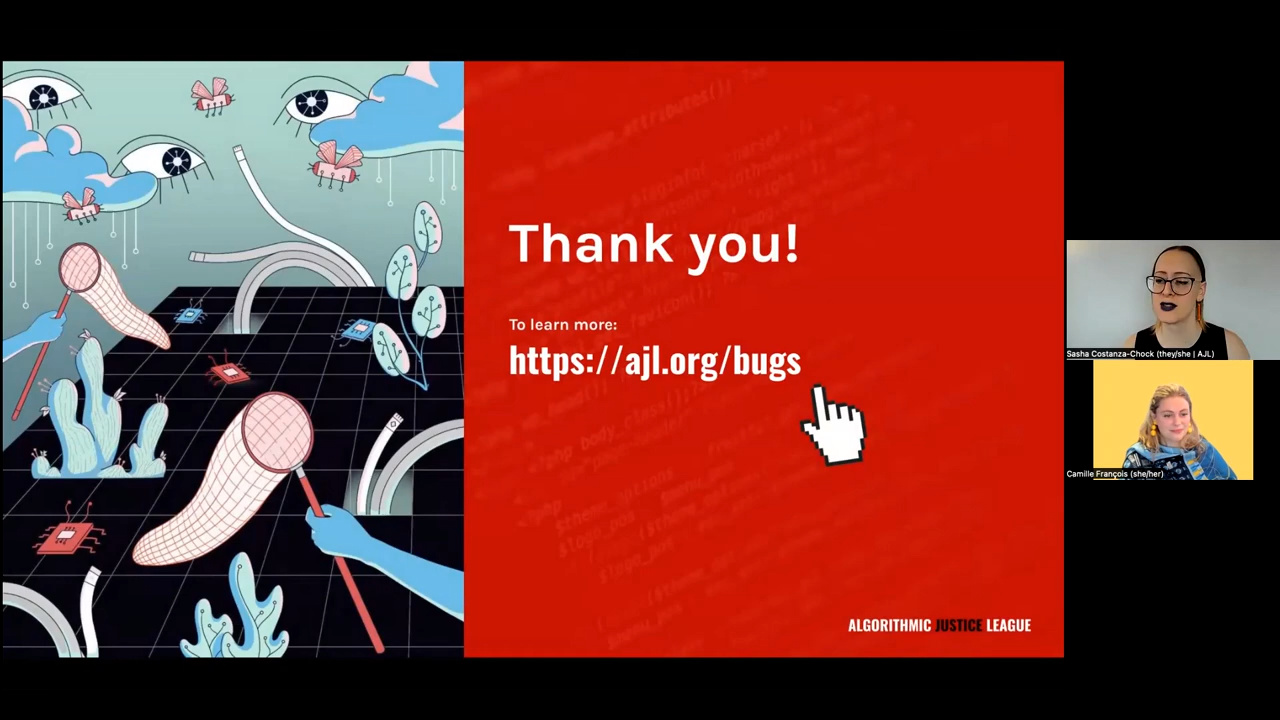 Thank you!
To learn more:
https://ajl.org/bugs
ALGORITHMIC JUSTICE LEAGUE
Sasha Costanza-Chock (they/she | AJL)
Camille François (she/her)